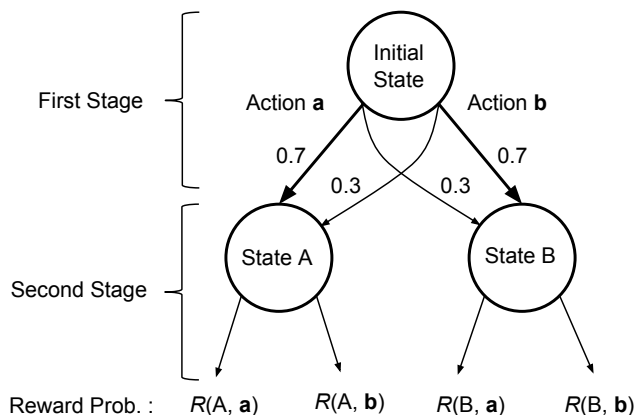 Initial
State
First Stage
Action a
Action b
0.7
0.7
0.3
0.3
State A
State B
Second Stage
Reward Prob. : R(A, a) R(A, b) R(B, a) R(B, b)